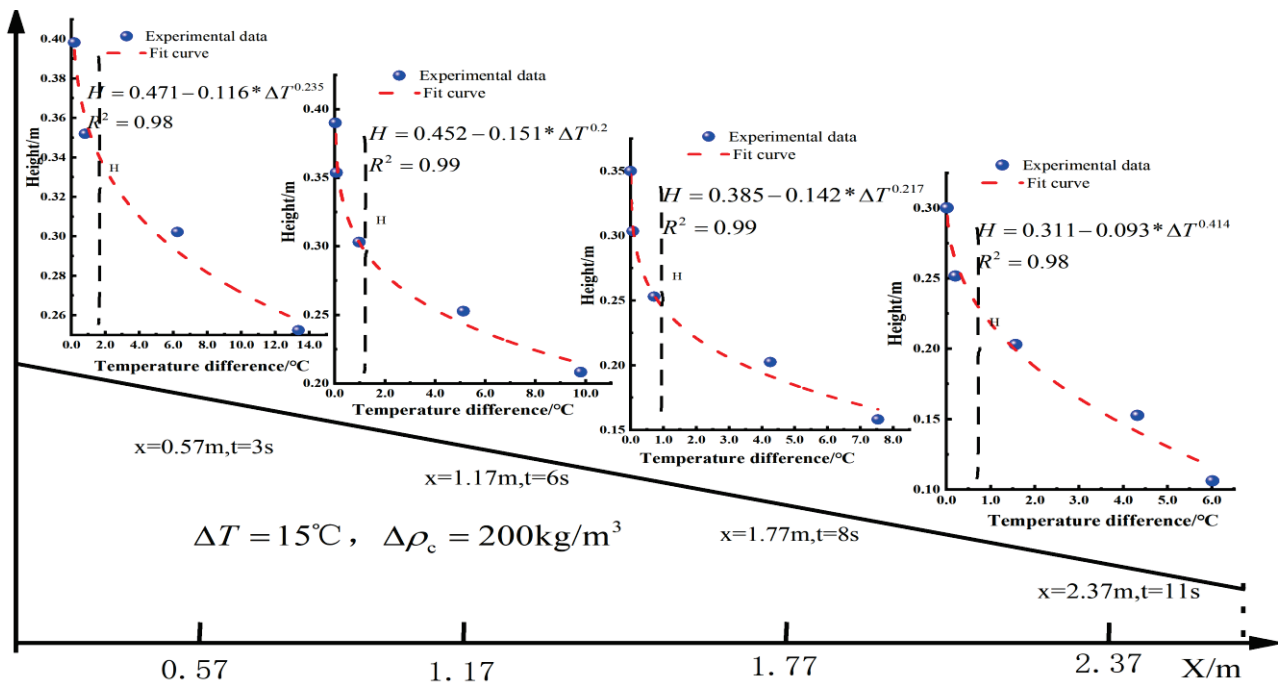 Experimental data
Fit curve
H = 0.471−0.116*ΔT^0.235
R² = 0.98
H
Height/m
0.40
0.38
0.36
0.34
0.32
0.30
0.28
0.26
0.0 2.0 4.0 6.0 8.0 10.0 12.0 14.0
Temperature difference/°C
x=0.57m,t=3s
Experimental data
Fit curve
H = 0.452−0.151*ΔT^0.2
R² = 0.99
H
Height/m
0.40
0.35
0.30
0.25
0.20
0.0 2.0 4.0 6.0 8.0 10.0
Temperature difference/°C
x=1.17m,t=6s
Experimental data
Fit curve
H = 0.385−0.142*ΔT^0.217
R² = 0.99
H
Height/m
0.35
0.30
0.25
0.20
0.15
0.0 1.0 2.0 3.0 4.0 5.0 6.0 7.0 8.0
Temperature difference/°C
x=1.77m,t=8s
Experimental data
Fit curve
H = 0.311−0.093*ΔT^0.414
R² = 0.98
H
Height/m
0.30
0.25
0.20
0.15
0.10
0.0 1.0 2.0 3.0 4.0 5.0 6.0
Temperature difference/°C
x=2.37m,t=11s
ΔT = 15℃， Δρc = 200kg/m³
0.57 1.17 1.77 2.37 X/m